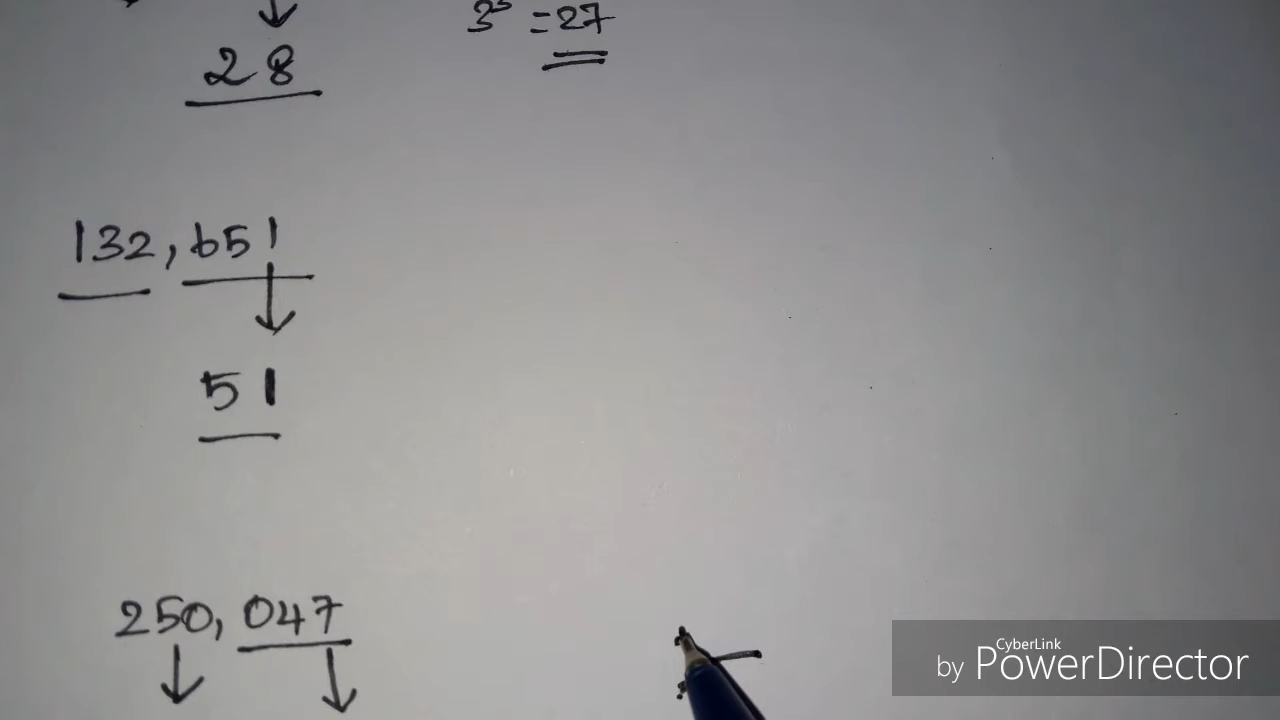 3³ = 27
28
132,651
51
250,047
CyberLink
by PowerDirector